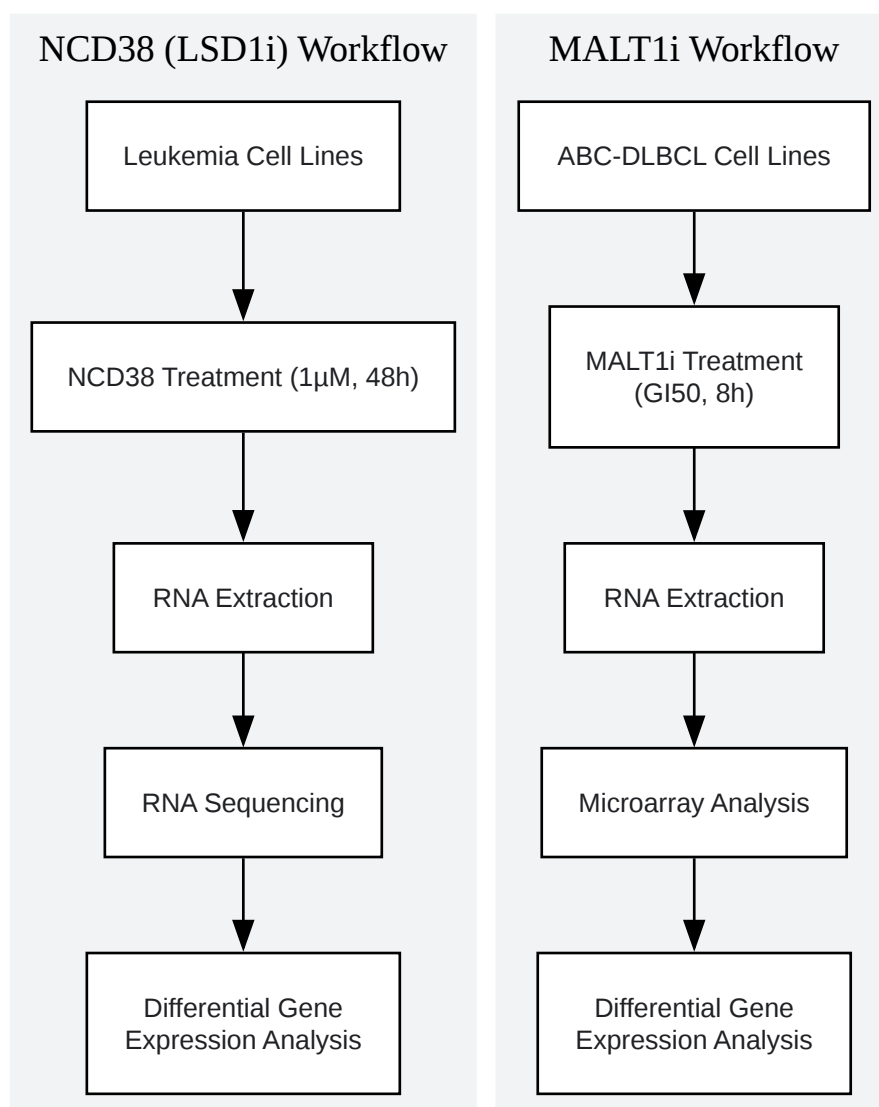 NCD38 (LSD1i) Workflow
Leukemia Cell Lines
NCD38 Treatment (1µM, 48h)
RNA Extraction
RNA Sequencing
Differential Gene
Expression Analysis
MALT1i Workflow
ABC-DLBCL Cell Lines
MALT1i Treatment
(GI50, 8h)
RNA Extraction
Microarray Analysis
Differential Gene
Expression Analysis